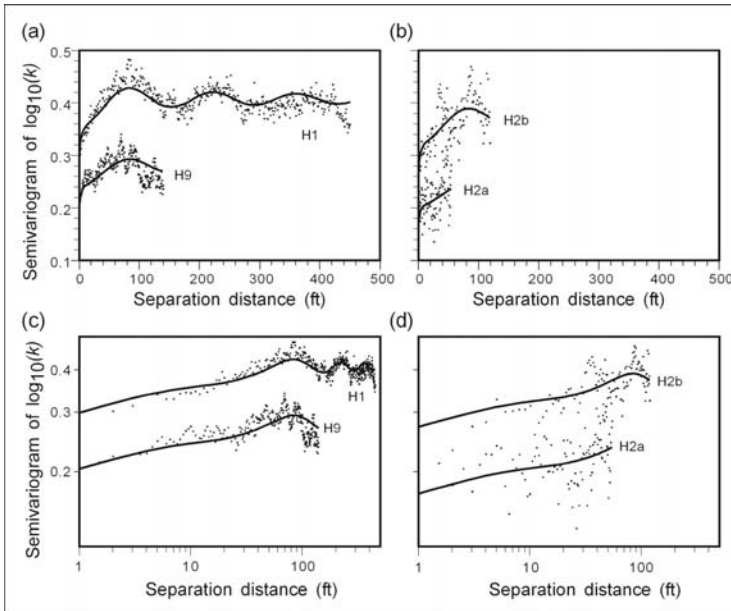 (a)
(b)
Semivariogram of log10(k)
0.5
0.4
0.3
0.2
0.1
H1
H9
H2b
H2a
0 100 200 300 400 500
0 100 200 300 400 500
Separation distance (ft)
Separation distance (ft)
(c)
(d)
Semivariogram of log10(k)
0.4
0.3
0.2
H1
H9
H2b
H2a
1 10 100
1 10 100
Separation distance (ft)
Separation distance (ft)